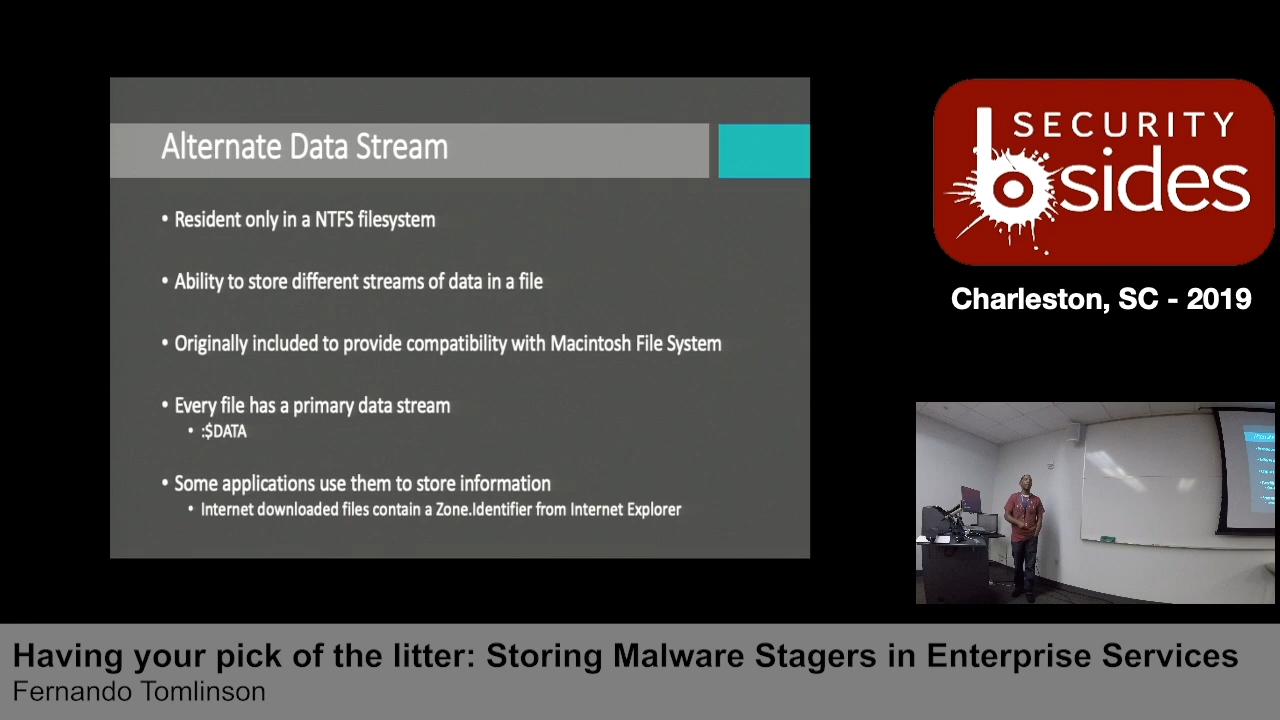 Alternate Data Stream
• Resident only in a NTFS filesystem
• Ability to store different streams of data in a file
• Originally included to provide compatibility with Macintosh File System
• Every file has a primary data stream
• :$DATA
• Some applications use them to store information
• Internet downloaded files contain a Zone.Identifier from Internet Explorer
SECURITY
bsides
Charleston, SC - 2019
Having your pick of the litter: Storing Malware Stagers in Enterprise Services
Fernando Tomlinson